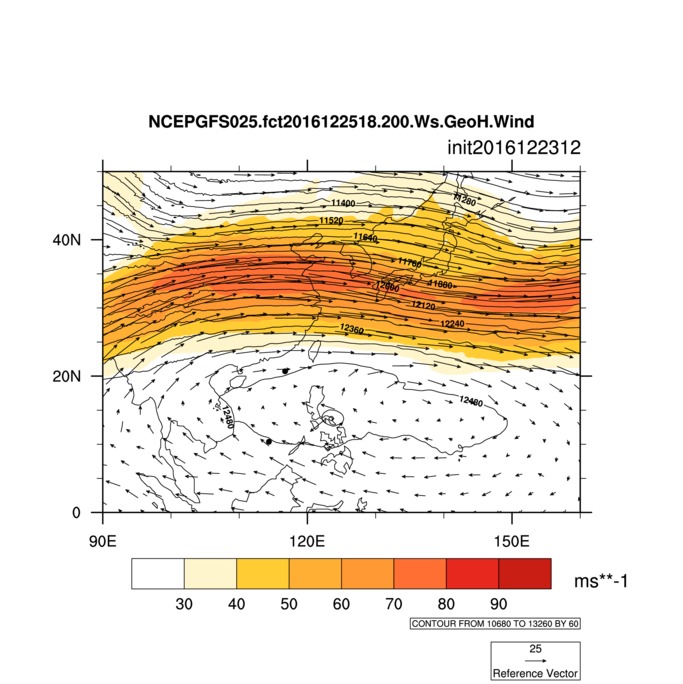 NCEPGFS025.fct2016122518.200.Ws.GeoH.Wind
init2016122312
11280
11400
11520
11640
40N
11760
11880
12000
12120
12240
12360
20N
12480
12480
0
90E 120E 150E
ms**-1
30 40 50 60 70 80 90
CONTOUR FROM 10680 TO 13260 BY 60
25
Reference Vector